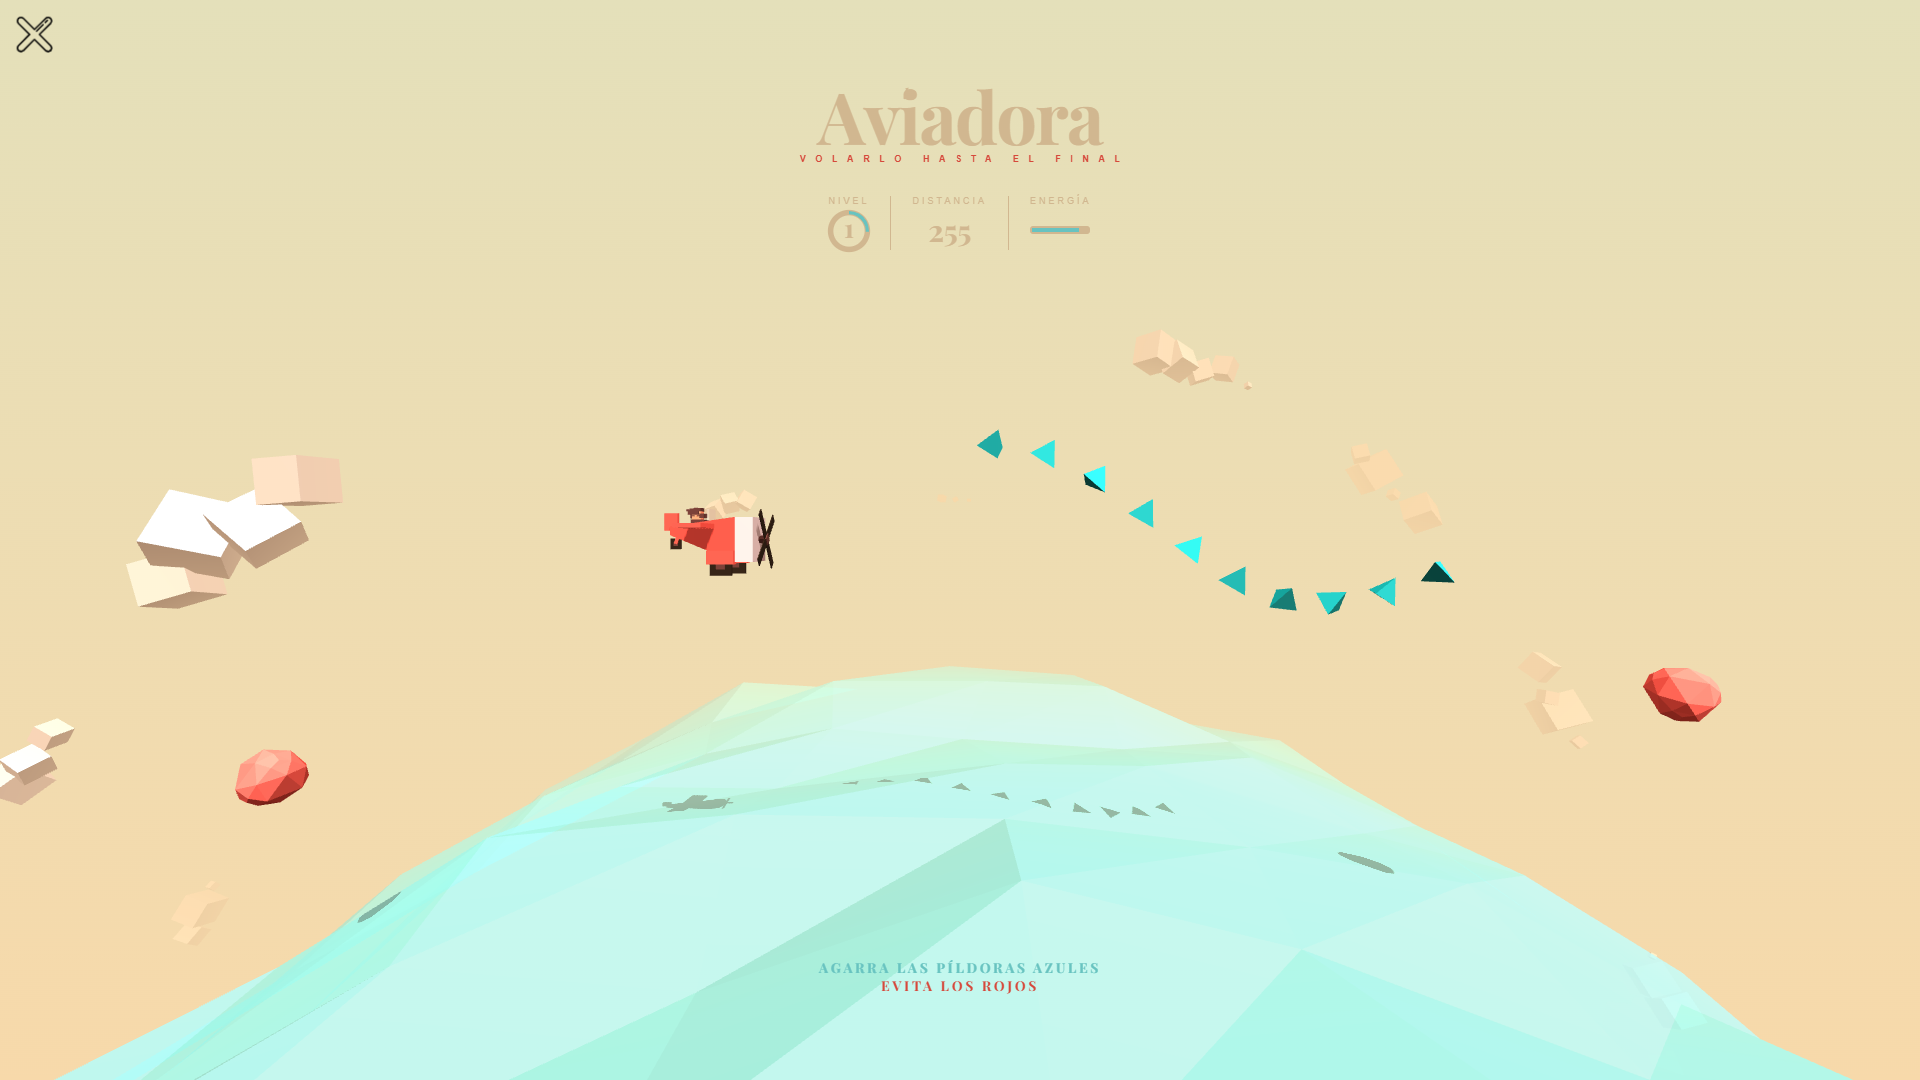 Aviadora
VOLARLO HASTA EL FINAL
NIVEL
1
DISTANCIA
255
ENERGÍA
AGARRA LAS PÍLDORAS AZULES
EVITA LOS ROJOS